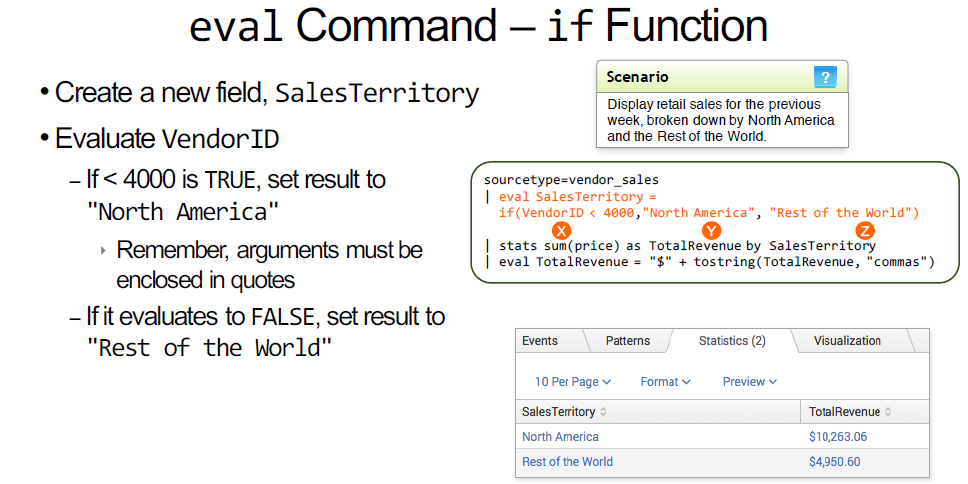 eval Command – if Function
• Create a new field, SalesTerritory
• Evaluate VendorID
– If < 4000 is TRUE, set result to
"North America"
Remember, arguments must be
enclosed in quotes
– If it evaluates to FALSE, set result to
"Rest of the World"
Scenario ?
Display retail sales for the previous
week, broken down by North America
and the Rest of the World.
sourcetype=vendor_sales
| eval SalesTerritory =
if(VendorID < 4000,"North America", "Rest of the World")
X Y Z
| stats sum(price) as TotalRevenue by SalesTerritory
| eval TotalRevenue = "$" + tostring(TotalRevenue, "commas")
Events Patterns Statistics (2) Visualization
10 Per Page Format Preview
SalesTerritory TotalRevenue
North America $10,263.06
Rest of the World $4,950.60